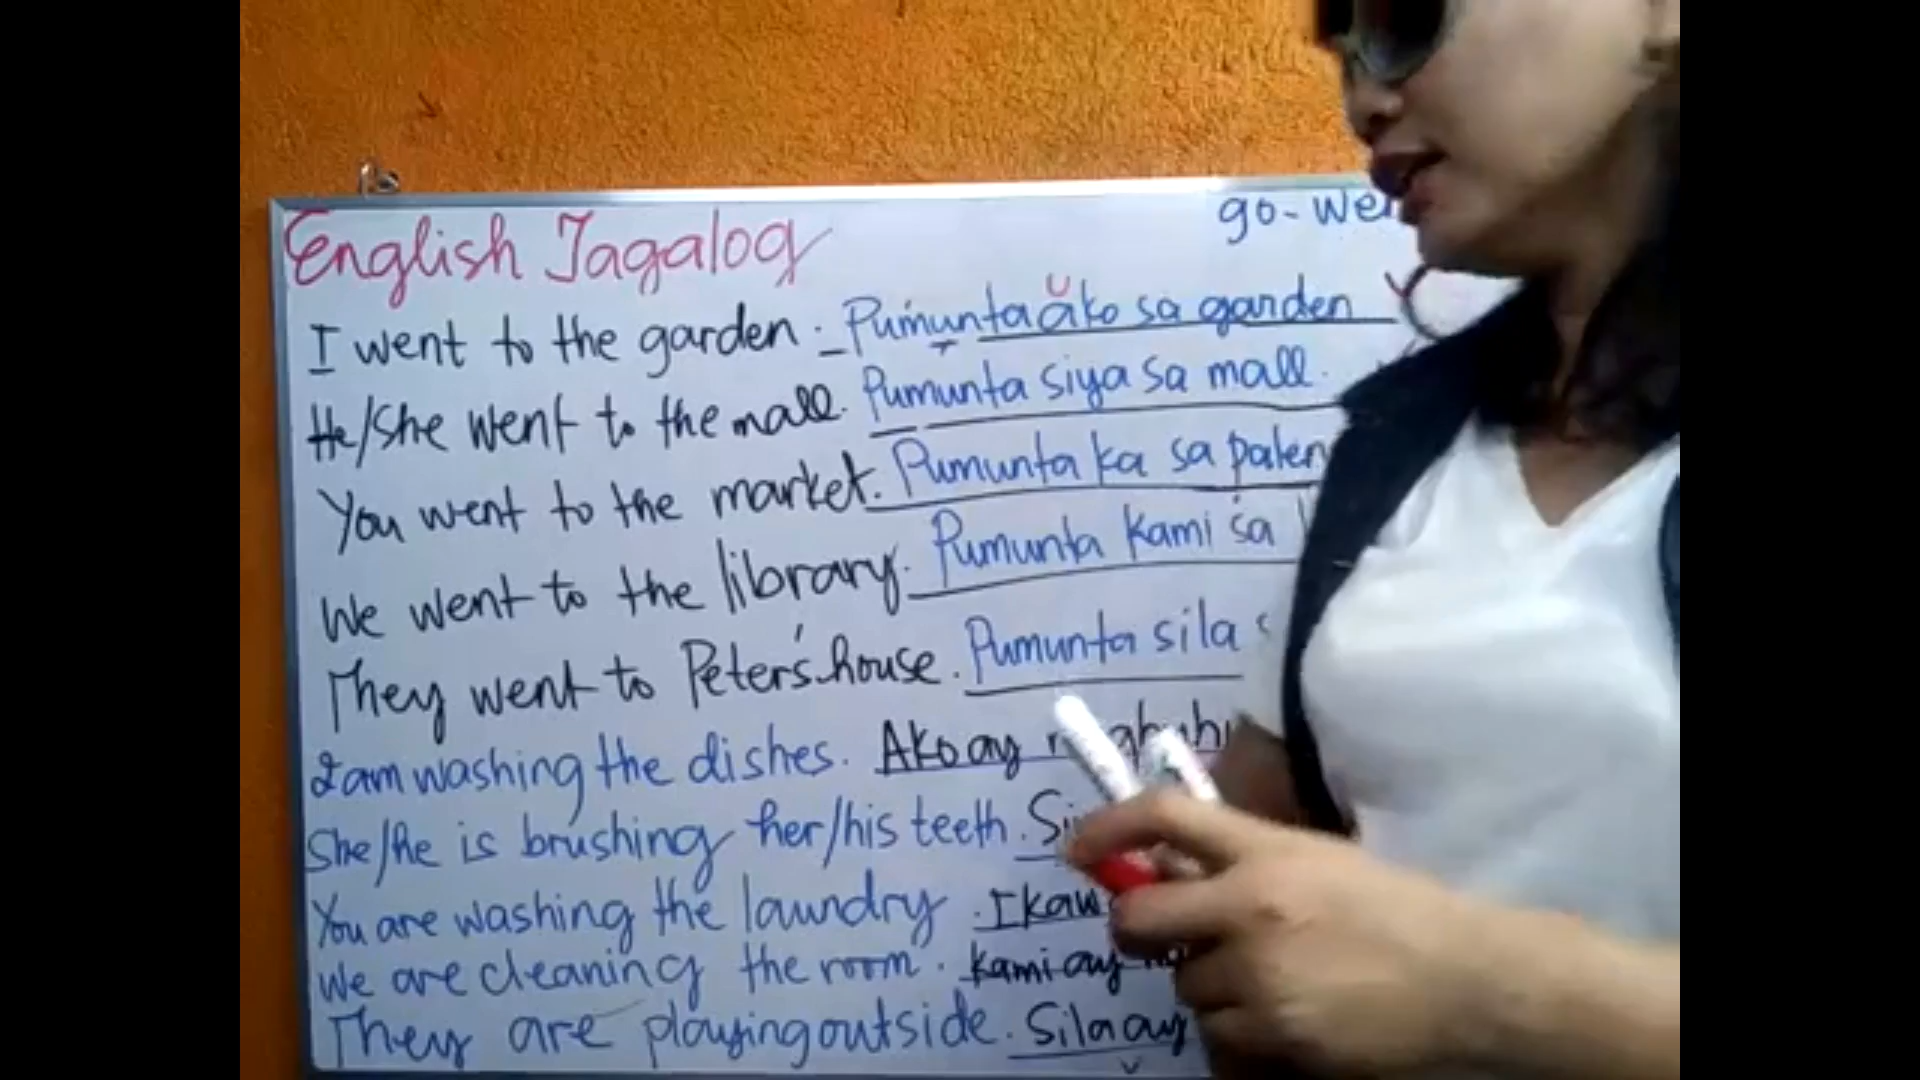 English Tagalog
go-we
I went to the garden. Pumunta ako sa garden
He/She went to the mall. Pumunta siya sa mall.
You went to the market. Pumunta ka sa palen
We went to the library. Pumunta kami sa
They went to Peter's house. Pumunta sila
I am washing the dishes. Ako ay
She/he is brushing her/his teeth.
You are washing the laundry. Ikaw
We are cleaning the room. Kami ay
They are playing outside. Sila ay